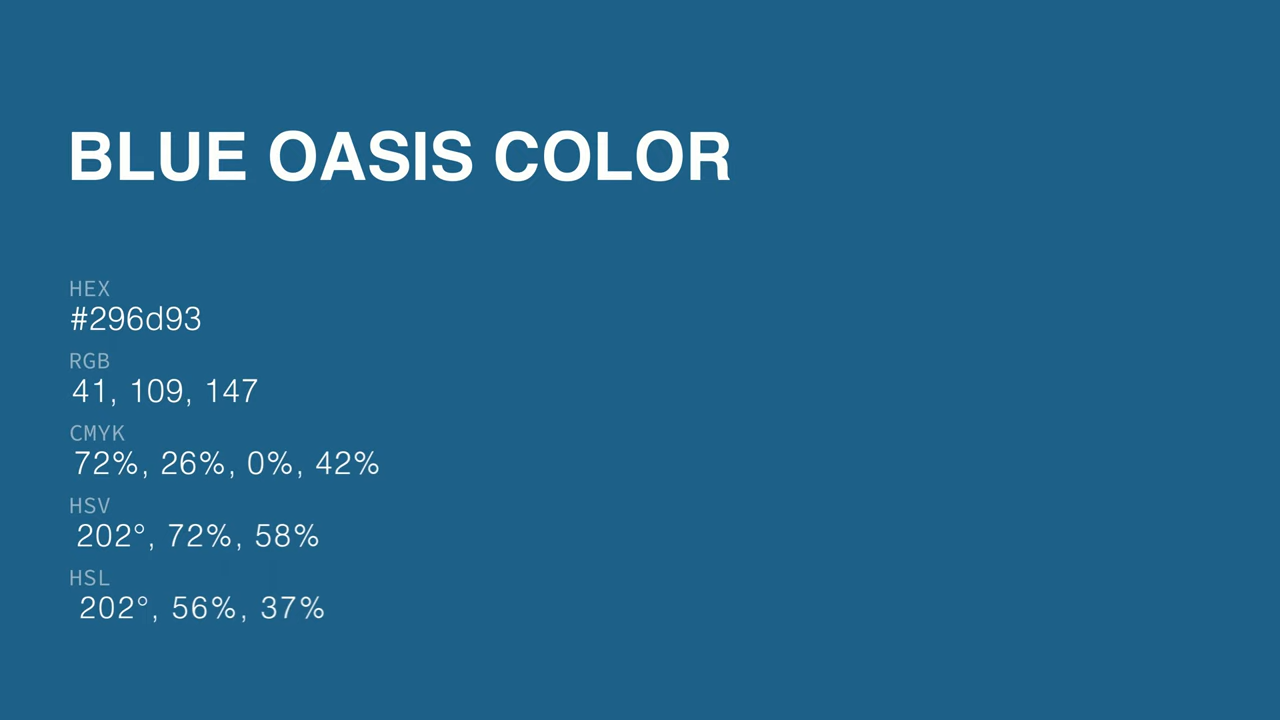 BLUE OASIS COLOR
HEX
#296d93
RGB
41, 109, 147
CMYK
72%, 26%, 0%, 42%
HSV
202°, 72%, 58%
HSL
202°, 56%, 37%